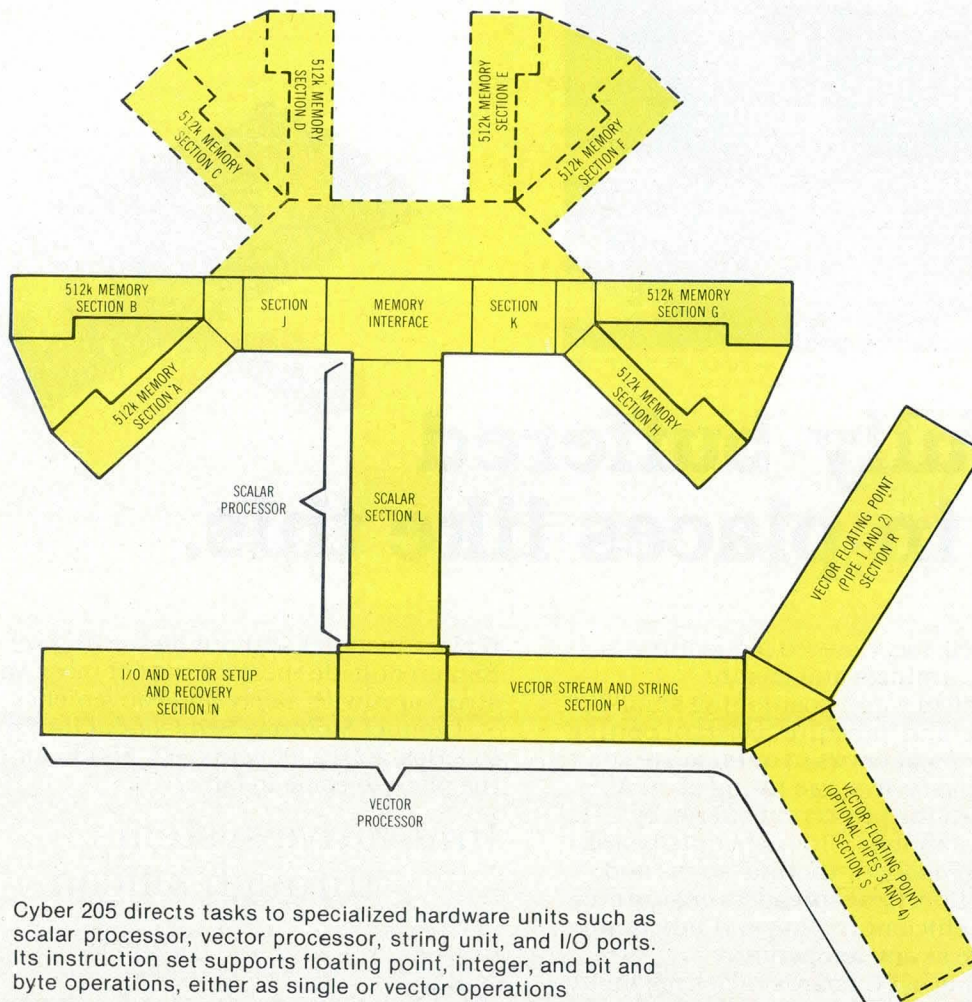 512k MEMORY
SECTION C
512k MEMORY
SECTION D
512k MEMORY
SECTION E
512k MEMORY
SECTION F
512k MEMORY
SECTION B
SECTION
J
MEMORY
INTERFACE
SECTION
K
512k MEMORY
SECTION G
512k MEMORY
SECTION A
512k MEMORY
SECTION H
SCALAR
PROCESSOR
SCALAR
SECTION L
VECTOR FLOATING POINT
(PIPE 1 AND 2)
SECTION R
I/O AND VECTOR SETUP
AND RECOVERY
SECTION N
VECTOR STREAM AND STRING
SECTION P
VECTOR FLOATING POINT
(OPTIONAL PIPES 3 AND 4)
SECTION S
VECTOR
PROCESSOR
Cyber 205 directs tasks to specialized hardware units such as
scalar processor, vector processor, string unit, and I/O ports.
Its instruction set supports floating point, integer, and bit and
byte operations, either as single or vector operations